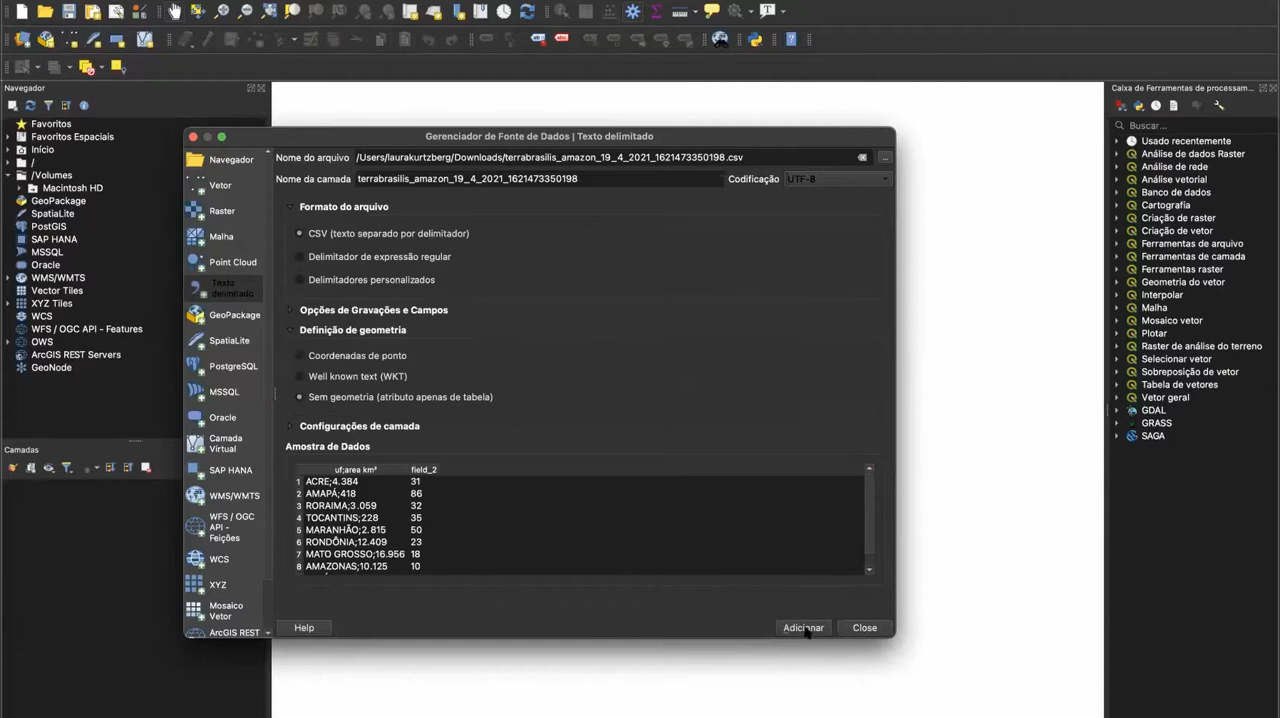 Navegador
Favoritos
Favoritos Espaciais
Início
/
/Volumes
Macintosh HD
GeoPackage
SpatiaLite
PostGIS
SAP HANA
MSSQL
Oracle
WMS/WMTS
Vector Tiles
XYZ Tiles
WCS
WFS / OGC API - Features
OWS
ArcGIS REST Servers
GeoNode
Camadas
Gerenciador de Fonte de Dados | Texto delimitado
Navegador
Vetor
Raster
Malha
Point Cloud
Texto
delimitado
GeoPackage
SpatiaLite
PostgreSQL
MSSQL
Oracle
Camada
Virtual
SAP HANA
WMS/WMTS
WFS / OGC
API -
Feições
WCS
XYZ
Mosaico
Vetor
ArcGIS REST
Nome do arquivo /Users/laurakurtzberg/Downloads/terrabrasilis_amazon_19_4_2021_1621473350198.csv ...
Nome da camada terrabrasilis_amazon_19_4_2021_1621473350198 Codificação UTF-8
Formato do arquivo
CSV (texto separado por delimitador)
Delimitador de expressão regular
Delimitadores personalizados
Opções de Gravações e Campos
Definição de geometria
Coordenadas de ponto
Well known text (WKT)
Sem geometria (atributo apenas de tabela)
Configurações de camada
Amostra de Dados
uf;area km² field_2
1 ACRE;4.384 31
2 AMAPÁ;418 86
3 RORAIMA;3.059 32
4 TOCANTINS;228 35
5 MARANHÃO;2.815 50
6 RONDÔNIA;12.409 23
7 MATO GROSSO;16.956 18
8 AMAZONAS;10.125 10
Help Adicionar Close
Caixa de Ferramentas de processam...
Buscar...
Usado recentemente
Análise de dados Raster
Análise de rede
Análise vetorial
Banco de dados
Cartografia
Criação de raster
Criação de vetor
Ferramentas de arquivo
Ferramentas de camada
Ferramentas raster
Geometria do vetor
Interpolar
Malha
Mosaico vetor
Plotar
Raster de análise do terreno
Selecionar vetor
Sobreposição de vetor
Tabela de vetores
Vetor geral
GDAL
GRASS
SAGA